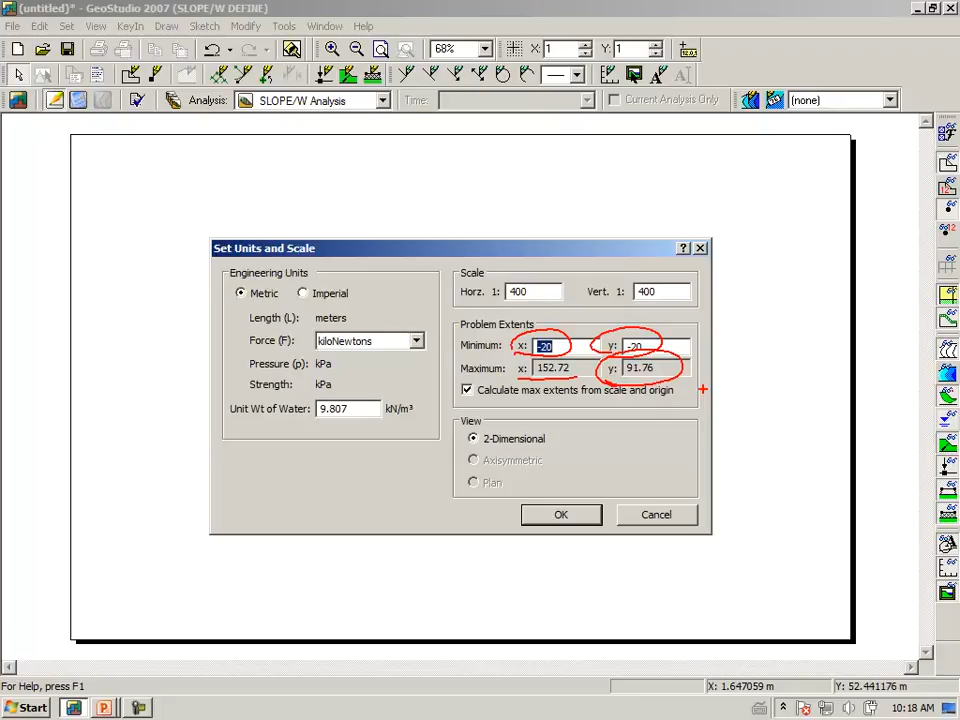 (untitled)* - GeoStudio 2007 (SLOPE/W DEFINE)
File Edit Set View KeyIn Draw Sketch Modify Tools Window Help
68% X: 1 Y: 1
Analysis: SLOPE/W Analysis Time: Current Analysis Only (none)
Set Units and Scale
Engineering Units
Metric Imperial
Length (L): meters
Force (F): kiloNewtons
Pressure (p): kPa
Strength: kPa
Unit Wt of Water: 9.807 kN/m³
Scale
Horz. 1: 400 Vert. 1: 400
Problem Extents
Minimum: x: -20 y: -20
Maximum: x: 152.72 y: 91.76
Calculate max extents from scale and origin
View
2-Dimensional
Axisymmetric
Plan
OK Cancel
12
12
For Help, press F1 X: 1.647059 m Y: 52.441176 m
Start 10:18 AM